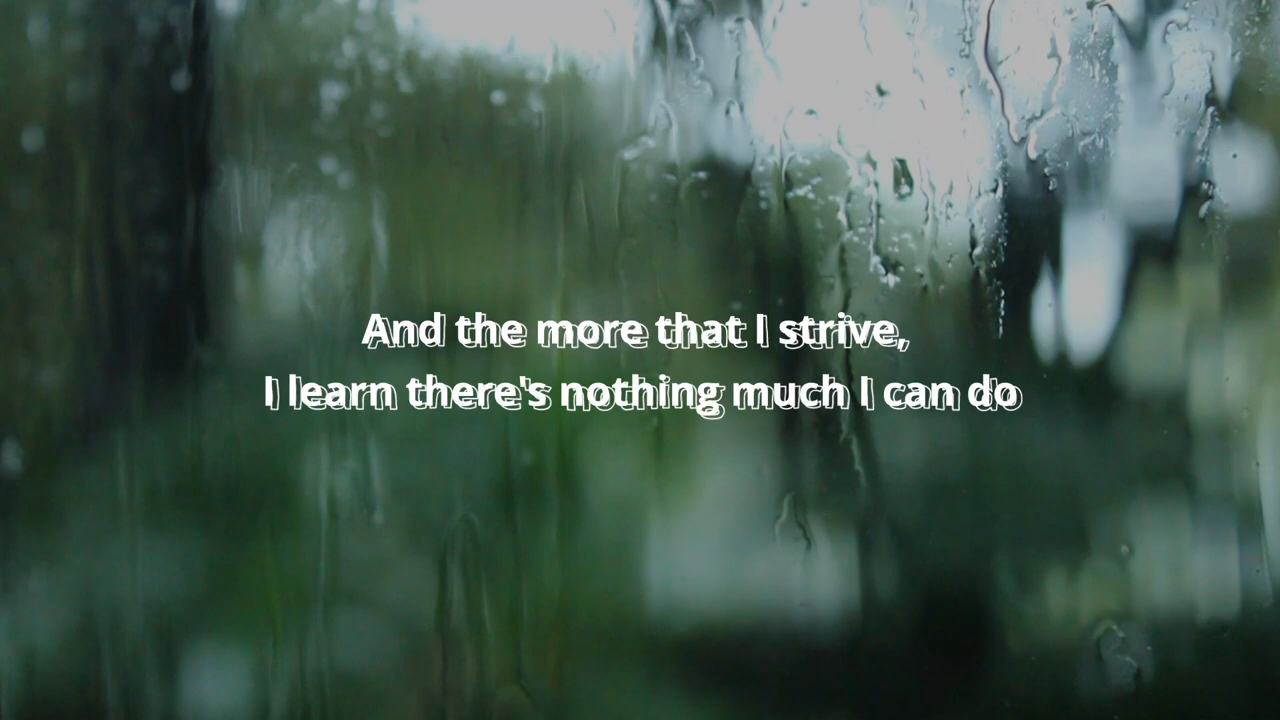 And the more that I strive,
I learn there's nothing much I can do